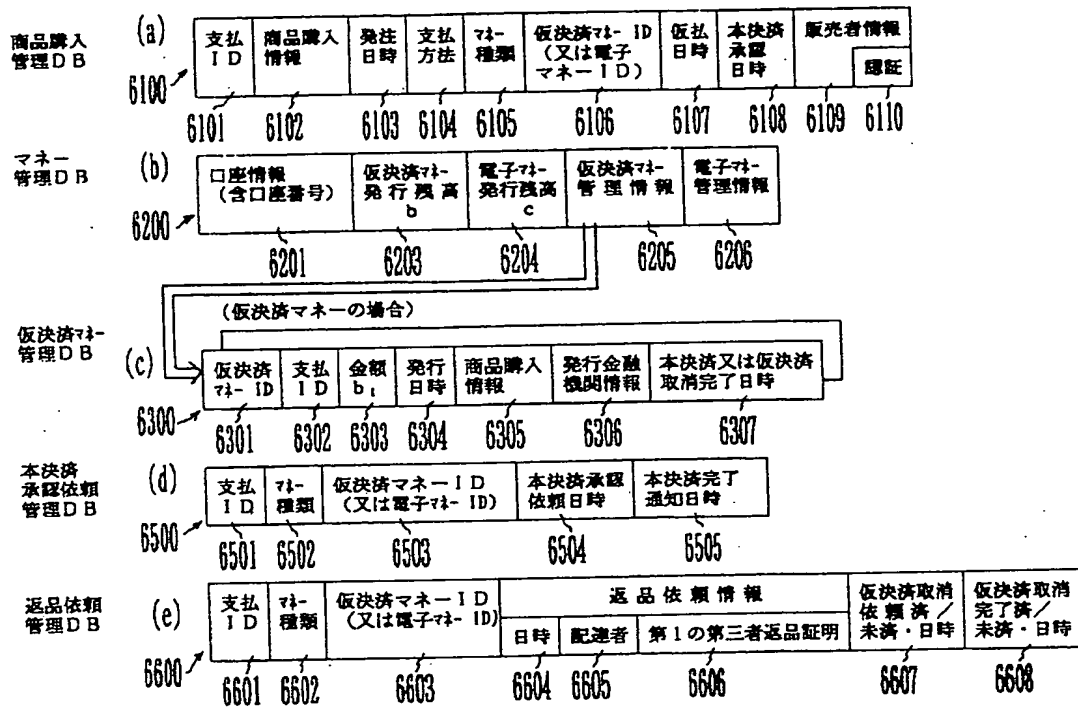 商品購入
管理DB
(a)
6100
支払
ID
商品購入
情報
発注
日時
支払
方法
マネー
種類
仮決済マネーID
(又は電子
マネーID)
仮払
日時
本決済
承認
日時
販売者情報
認証
6101
6102
6103
6104
6105
6106
6107
6108
6109
6110
マネー
管理DB
(b)
6200
口座情報
(含口座番号)
仮決済マネー
発行残高
b
電子マネー
発行残高
c
仮決済マネー
管理情報
電子マネー
管理情報
6201
6203
6204
6205
6206
(仮決済マネーの場合)
仮決済マネー
管理DB
(c)
6300
仮決済
マネーID
支払
ID
金額
b₁
発行
日時
商品購入
情報
発行金融
機関情報
本決済又は仮決済
取消完了日時
6301
6302
6303
6304
6305
6306
6307
本決済
承認依頼
管理DB
(d)
6500
支払
ID
マネー
種類
仮決済マネーID
(又は電子マネーID)
本決済承認
依頼日時
本決済完了
通知日時
6501
6502
6503
6504
6505
返品依頼
管理DB
(e)
6600
支払
ID
マネー
種類
仮決済マネーID
(又は電子マネーID)
返品依頼情報
日時
配達者
第1の第三者返品証明
仮決済取消
依頼済/
未済・日時
仮決済取消
完了済/
未済・日時
6601
6602
6603
6604
6605
6606
6607
6608